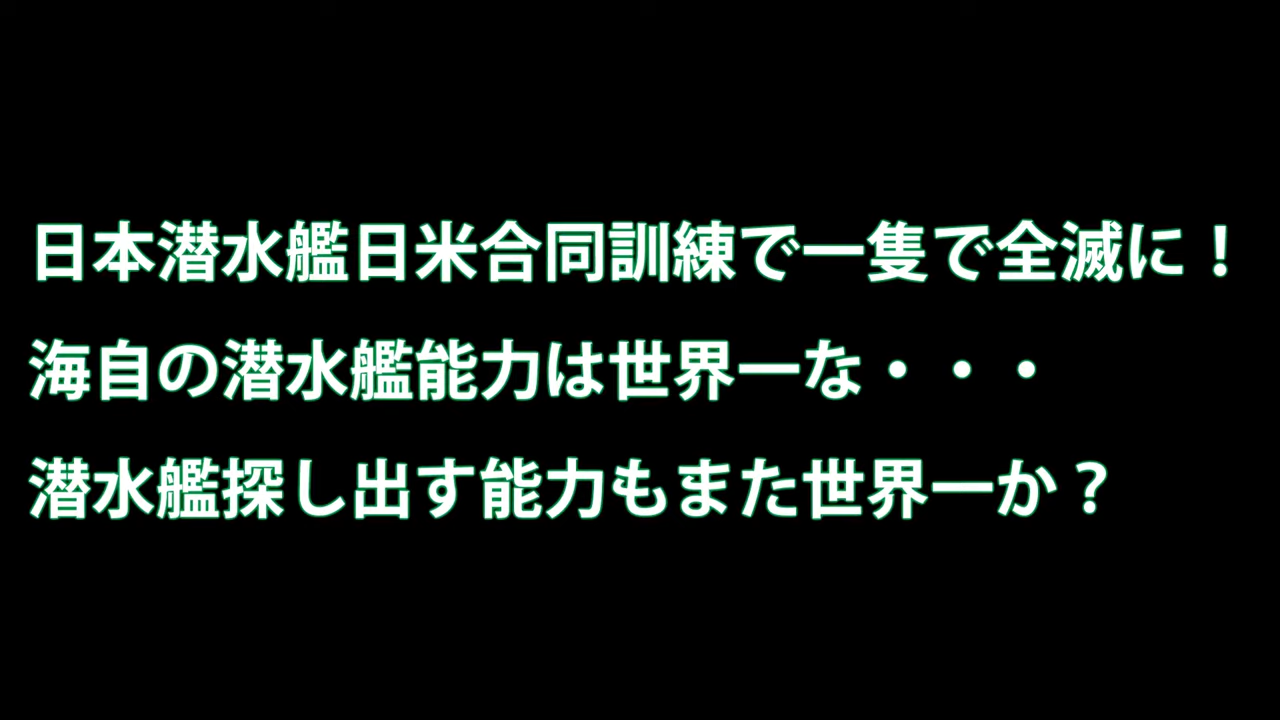 日本潜水艦日米合同訓練で一隻で全滅に！
海自の潜水艦能力は世界一な・・・
潜水艦探し出す能力もまた世界一か？